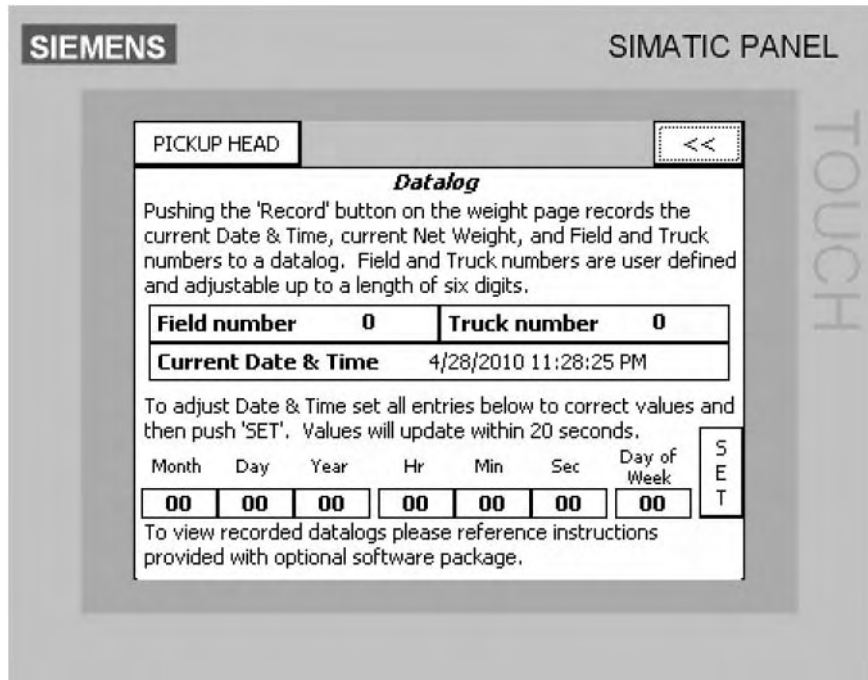 SIEMENS
SIMATIC PANEL
TOUCH
PICKUP HEAD
<<
Datalog
Pushing the 'Record' button on the weight page records the
current Date & Time, current Net Weight, and Field and Truck
numbers to a datalog. Field and Truck numbers are user defined
and adjustable up to a length of six digits.
Field number 0 Truck number 0
Current Date & Time 4/28/2010 11:28:25 PM
To adjust Date & Time set all entries below to correct values and
then push 'SET'. Values will update within 20 seconds.
Month Day Year Hr Min Sec Day of Week
00 00 00 00 00 00 00
SET
To view recorded datalogs please reference instructions
provided with optional software package.